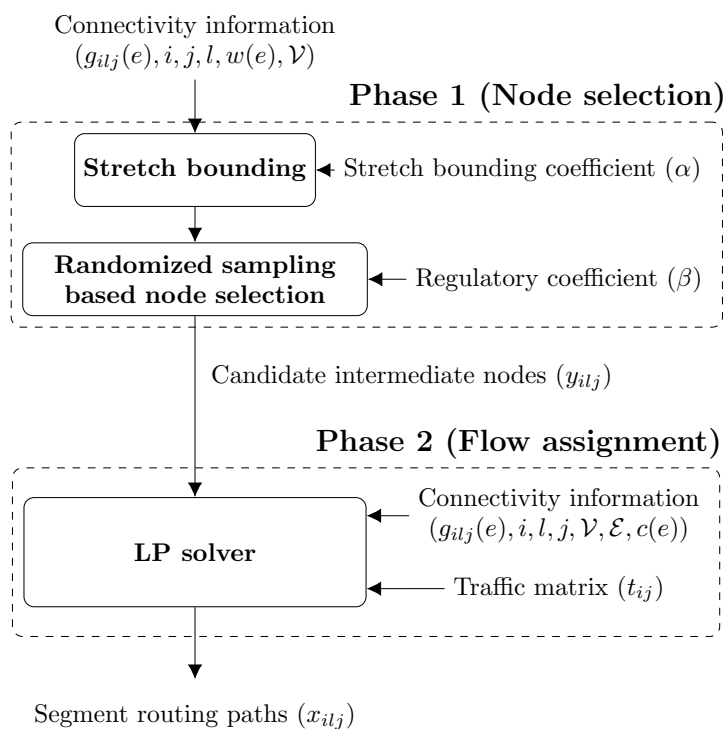 Connectivity information
(g_{ilj}(e), i, j, l, w(e), 𝒱)
Phase 1 (Node selection)
Stretch bounding
Stretch bounding coefficient (α)
Randomized sampling
based node selection
Regulatory coefficient (β)
Candidate intermediate nodes (y_{ilj})
Phase 2 (Flow assignment)
Connectivity information
(g_{ilj}(e), i, l, j, 𝒱, ℰ, c(e))
LP solver
Traffic matrix (t_{ij})
Segment routing paths (x_{ilj})